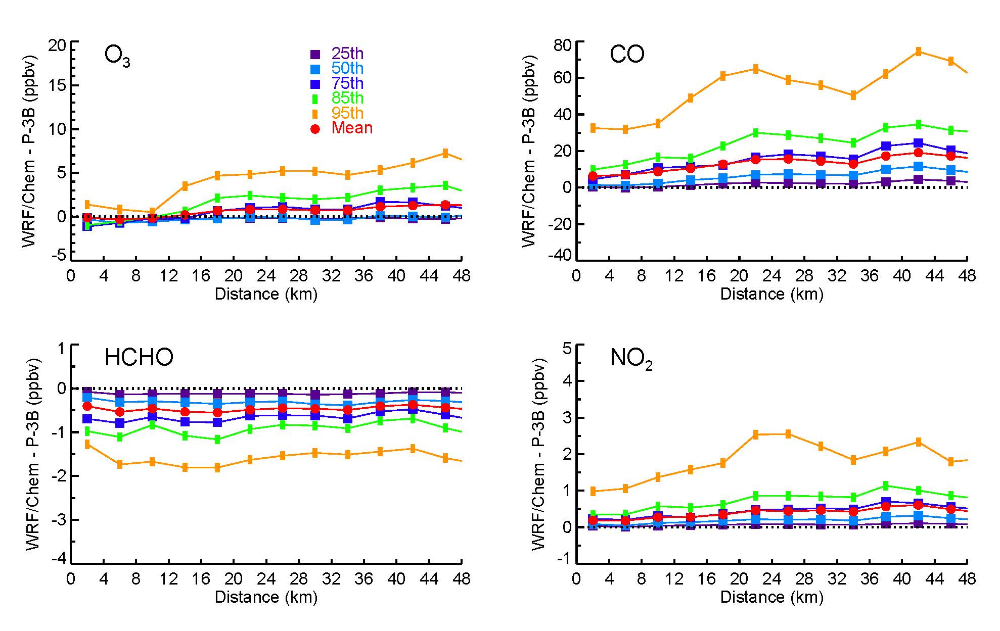 O3
WRF/Chem - P-3B (ppbv)
20
15
10
5
0
-5
25th
50th
75th
85th
95th
Mean
0 4 8 12 16 20 24 28 32 36 40 44 48
Distance (km)
CO
WRF/Chem - P-3B (ppbv)
80
60
40
20
0
-20
-40
0 4 8 12 16 20 24 28 32 36 40 44 48
Distance (km)
HCHO
WRF/Chem - P-3B (ppbv)
1
0
-1
-2
-3
-4
0 4 8 12 16 20 24 28 32 36 40 44 48
Distance (km)
NO2
WRF/Chem - P-3B (ppbv)
5
4
3
2
1
0
-1
0 4 8 12 16 20 24 28 32 36 40 44 48
Distance (km)